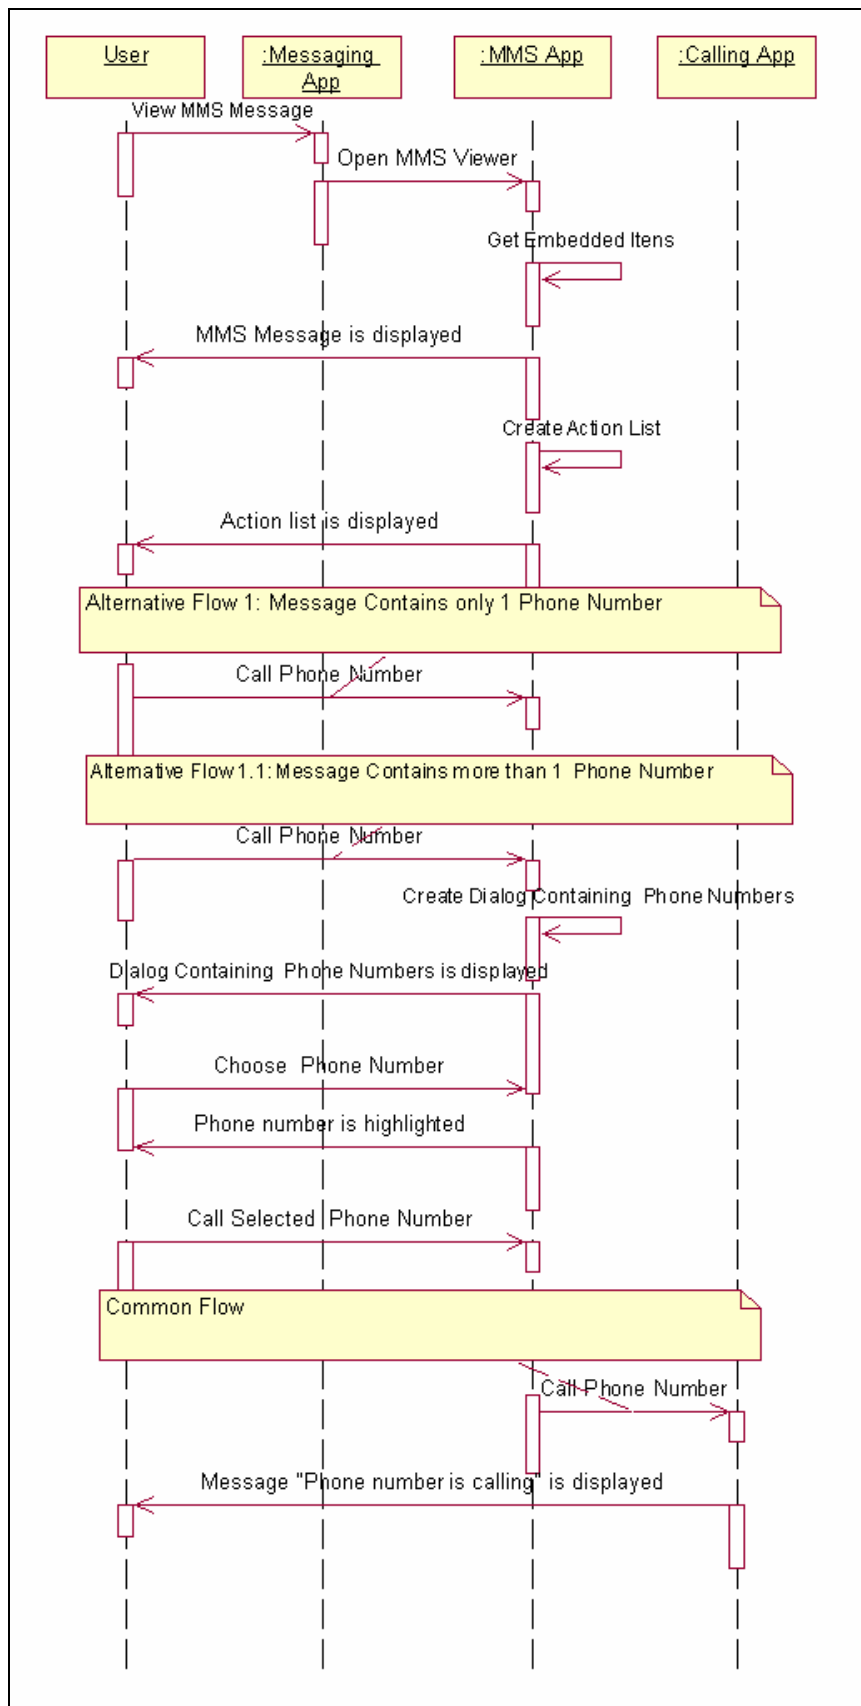 User
:Messaging
App
:MMS App
:Calling App
View MMS Message
Open MMS Viewer
Get Embedded Itens
MMS Message is displayed
Create Action List
Action list is displayed
Alternative Flow 1: Message Contains only 1 Phone Number
Call Phone Number
Alternative Flow 1.1: Message Contains more than 1 Phone Number
Call Phone Number
Create Dialog Containing Phone Numbers
Dialog Containing Phone Numbers is displayed
Choose Phone Number
Phone number is highlighted
Call Selected Phone Number
Common Flow
Call Phone Number
Message "Phone number is calling" is displayed